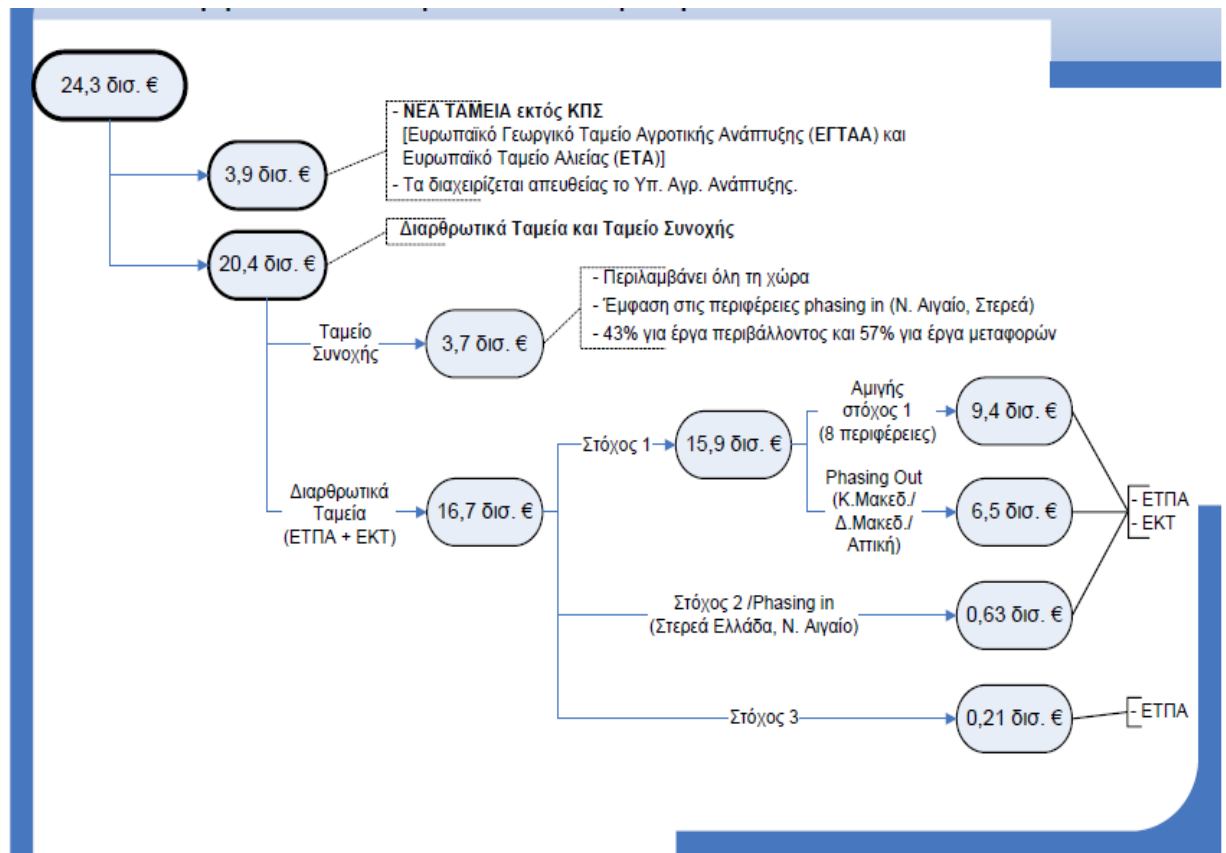 24,3 δισ. €
- ΝΕΑ ΤΑΜΕΙΑ εκτός ΚΠΣ
[Ευρωπαϊκό Γεωργικό Ταμείο Αγροτικής Ανάπτυξης (ΕΓΤΑΑ) και
Ευρωπαϊκό Ταμείο Αλιείας (ΕΤΑ)]
- Τα διαχειρίζεται απευθείας το Υπ. Αγρ. Ανάπτυξης.
3,9 δισ. €
Διαρθρωτικά Ταμεία και Ταμείο Συνοχής
20,4 δισ. €
- Περιλαμβάνει όλη τη χώρα
- Έμφαση στις περιφέρειες phasing in (Ν. Αιγαίο, Στερεά)
- 43% για έργα περιβάλλοντος και 57% για έργα μεταφορών
Ταμείο
Συνοχής
3,7 δισ. €
Αμιγής
στόχος 1
(8 περιφέρειες)
9,4 δισ. €
Στόχος 1
15,9 δισ. €
Phasing Out
(Κ.Μακεδ./
Δ.Μακεδ./
Αττική)
6,5 δισ. €
- ΕΤΠΑ
- ΕΚΤ
Διαρθρωτικά
Ταμεία
(ΕΤΠΑ + ΕΚΤ)
16,7 δισ. €
Στόχος 2 /Phasing in
(Στερεά Ελλάδα, Ν. Αιγαίο)
0,63 δισ. €
Στόχος 3
0,21 δισ. €
- ΕΤΠΑ